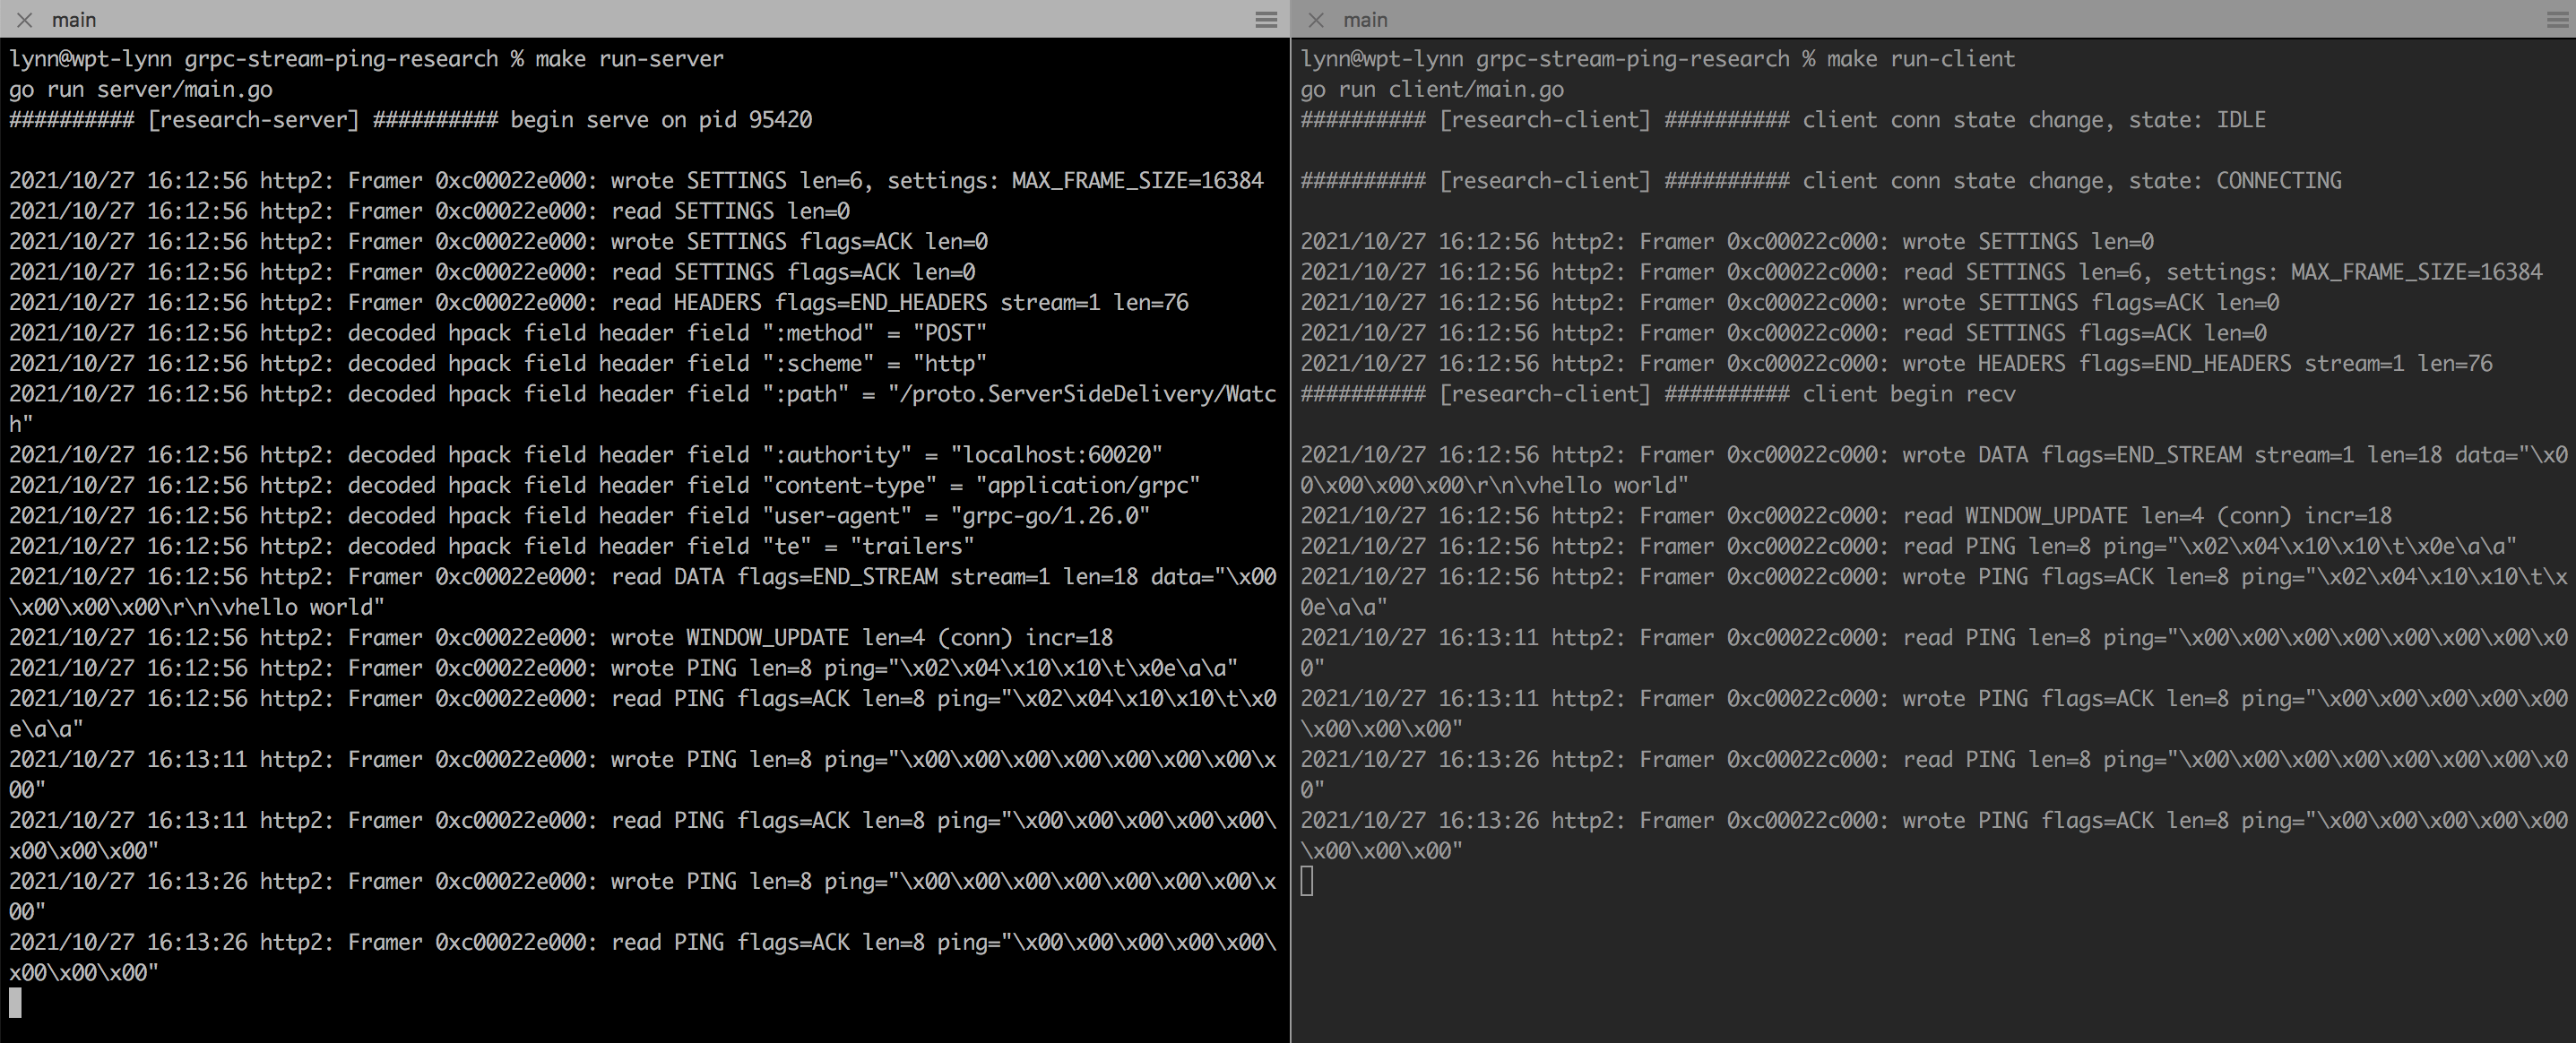 main
lynn@wpt-lynn grpc-stream-ping-research % make run-server
go run server/main.go
########## [research-server] ########## begin serve on pid 95420
2021/10/27 16:12:56 http2: Framer 0xc00022e000: wrote SETTINGS len=6, settings: MAX_FRAME_SIZE=16384
2021/10/27 16:12:56 http2: Framer 0xc00022e000: read SETTINGS len=0
2021/10/27 16:12:56 http2: Framer 0xc00022e000: wrote SETTINGS flags=ACK len=0
2021/10/27 16:12:56 http2: Framer 0xc00022e000: read SETTINGS flags=ACK len=0
2021/10/27 16:12:56 http2: Framer 0xc00022e000: read HEADERS flags=END_HEADERS stream=1 len=76
2021/10/27 16:12:56 http2: decoded hpack field header field ":method" = "POST"
2021/10/27 16:12:56 http2: decoded hpack field header field ":scheme" = "http"
2021/10/27 16:12:56 http2: decoded hpack field header field ":path" = "/proto.ServerSideDelivery/Watc
h"
2021/10/27 16:12:56 http2: decoded hpack field header field ":authority" = "localhost:60020"
2021/10/27 16:12:56 http2: decoded hpack field header field "content-type" = "application/grpc"
2021/10/27 16:12:56 http2: decoded hpack field header field "user-agent" = "grpc-go/1.26.0"
2021/10/27 16:12:56 http2: decoded hpack field header field "te" = "trailers"
2021/10/27 16:12:56 http2: Framer 0xc00022e000: read DATA flags=END_STREAM stream=1 len=18 data="\x00
\x00\x00\x00\r\n\vhello world"
2021/10/27 16:12:56 http2: Framer 0xc00022e000: wrote WINDOW_UPDATE len=4 (conn) incr=18
2021/10/27 16:12:56 http2: Framer 0xc00022e000: wrote PING len=8 ping="\x02\x04\x10\x10\t\x0e\a\a"
2021/10/27 16:12:56 http2: Framer 0xc00022e000: read PING flags=ACK len=8 ping="\x02\x04\x10\x10\t\x0
e\a\a"
2021/10/27 16:13:11 http2: Framer 0xc00022e000: wrote PING len=8 ping="\x00\x00\x00\x00\x00\x00\x00\x
00"
2021/10/27 16:13:11 http2: Framer 0xc00022e000: read PING flags=ACK len=8 ping="\x00\x00\x00\x00\x00\
x00\x00\x00"
2021/10/27 16:13:26 http2: Framer 0xc00022e000: wrote PING len=8 ping="\x00\x00\x00\x00\x00\x00\x00\x
00"
2021/10/27 16:13:26 http2: Framer 0xc00022e000: read PING flags=ACK len=8 ping="\x00\x00\x00\x00\x00\
x00\x00\x00"
main
lynn@wpt-lynn grpc-stream-ping-research % make run-client
go run client/main.go
########## [research-client] ########## client conn state change, state: IDLE
########## [research-client] ########## client conn state change, state: CONNECTING
2021/10/27 16:12:56 http2: Framer 0xc00022c000: wrote SETTINGS len=0
2021/10/27 16:12:56 http2: Framer 0xc00022c000: read SETTINGS len=6, settings: MAX_FRAME_SIZE=16384
2021/10/27 16:12:56 http2: Framer 0xc00022c000: wrote SETTINGS flags=ACK len=0
2021/10/27 16:12:56 http2: Framer 0xc00022c000: read SETTINGS flags=ACK len=0
2021/10/27 16:12:56 http2: Framer 0xc00022c000: wrote HEADERS flags=END_HEADERS stream=1 len=76
########## [research-client] ########## client begin recv
2021/10/27 16:12:56 http2: Framer 0xc00022c000: wrote DATA flags=END_STREAM stream=1 len=18 data="\x0
0\x00\x00\x00\r\n\vhello world"
2021/10/27 16:12:56 http2: Framer 0xc00022c000: read WINDOW_UPDATE len=4 (conn) incr=18
2021/10/27 16:12:56 http2: Framer 0xc00022c000: read PING len=8 ping="\x02\x04\x10\x10\t\x0e\a\a"
2021/10/27 16:12:56 http2: Framer 0xc00022c000: wrote PING flags=ACK len=8 ping="\x02\x04\x10\x10\t\x
0e\a\a"
2021/10/27 16:13:11 http2: Framer 0xc00022c000: read PING len=8 ping="\x00\x00\x00\x00\x00\x00\x00\x0
0"
2021/10/27 16:13:11 http2: Framer 0xc00022c000: wrote PING flags=ACK len=8 ping="\x00\x00\x00\x00\x00
\x00\x00\x00"
2021/10/27 16:13:26 http2: Framer 0xc00022c000: read PING len=8 ping="\x00\x00\x00\x00\x00\x00\x00\x0
0"
2021/10/27 16:13:26 http2: Framer 0xc00022c000: wrote PING flags=ACK len=8 ping="\x00\x00\x00\x00\x00
\x00\x00\x00"